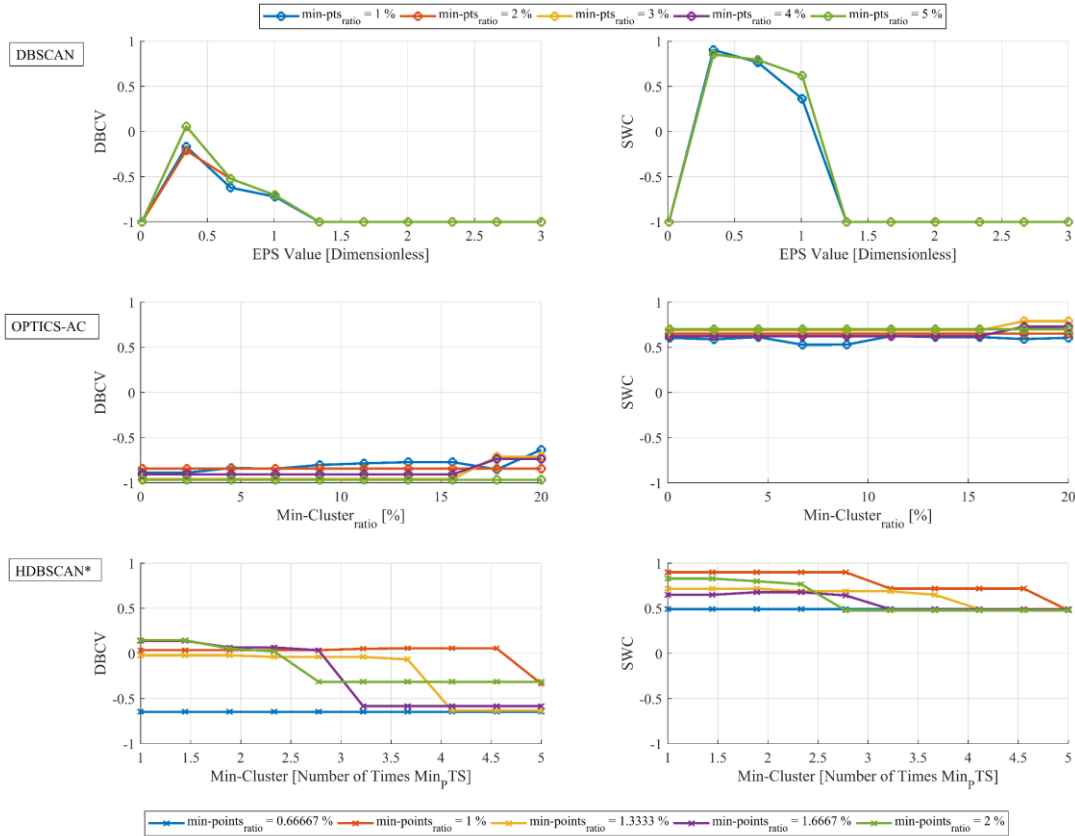 min-pts_ratio = 1 % min-pts_ratio = 2 % min-pts_ratio = 3 % min-pts_ratio = 4 % min-pts_ratio = 5 %
DBSCAN
1
0.5
0
-0.5
-1
DBCV
0 0.5 1 1.5 2 2.5 3
EPS Value [Dimensionless]
1
0.5
0
-0.5
-1
SWC
0 0.5 1 1.5 2 2.5 3
EPS Value [Dimensionless]
OPTICS-AC
1
0.5
0
-0.5
-1
DBCV
0 5 10 15 20
Min-Cluster_ratio [%]
1
0.5
0
-0.5
-1
SWC
0 5 10 15 20
Min-Cluster_ratio [%]
HDBSCAN*
1
0.5
0
-0.5
-1
DBCV
1 1.5 2 2.5 3 3.5 4 4.5 5
Min-Cluster [Number of Times Min_PTS]
1
0.5
0
-0.5
-1
SWC
1 1.5 2 2.5 3 3.5 4 4.5 5
Min-Cluster [Number of Times Min_PTS]
min-points_ratio = 0.66667 % min-points_ratio = 1 % min-points_ratio = 1.3333 % min-points_ratio = 1.6667 % min-points_ratio = 2 %